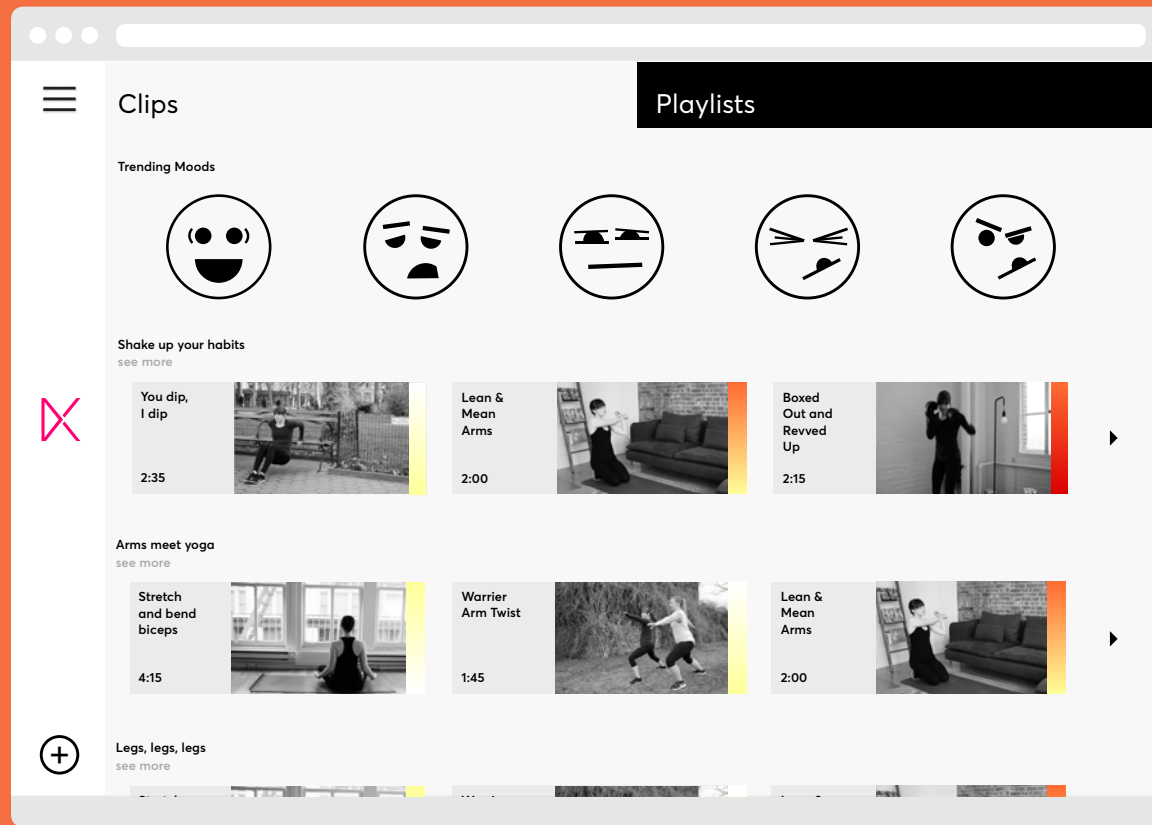 Clips
Playlists
Trending Moods
Shake up your habits
see more
You dip,
I dip
2:35
Lean &
Mean
Arms
2:00
Boxed
Out and
Revved
Up
2:15
Arms meet yoga
see more
Stretch
and bend
biceps
4:15
Warrier
Arm Twist
1:45
Lean &
Mean
Arms
2:00
Legs, legs, legs
see more